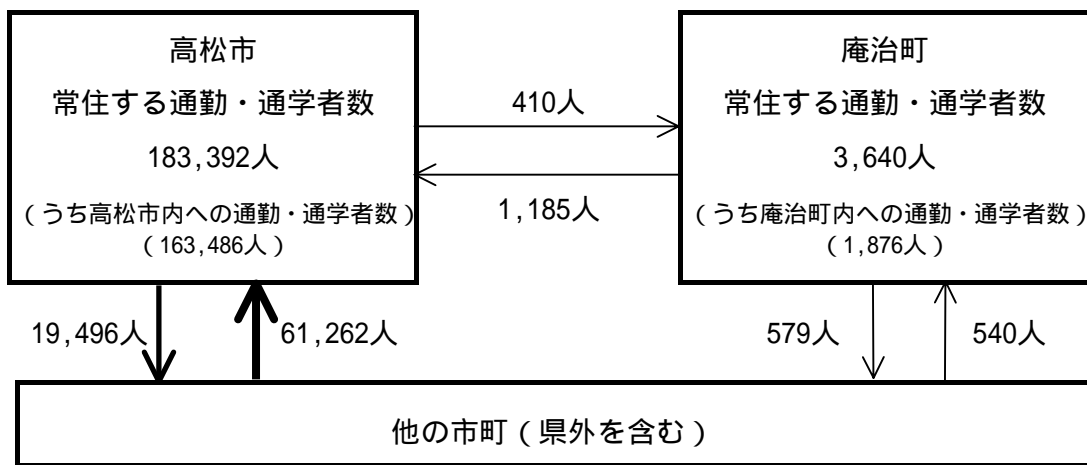 高松市
常住する通勤・通学者数
183,392人
（うち高松市内への通勤・通学者数）
（163,486人）
410人
1,185人
庵治町
常住する通勤・通学者数
3,640人
（うち庵治町内への通勤・通学者数）
（1,876人）
19,496人
61,262人
579人
540人
他の市町（県外を含む）